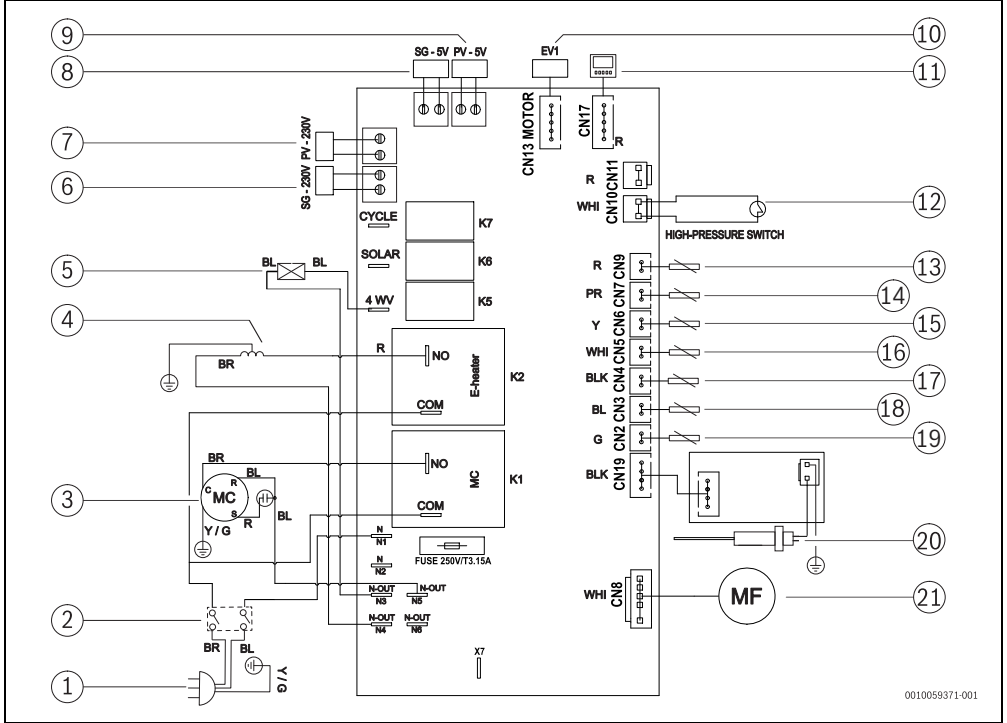 9
SG - 5V PV - 5V
EV1
10
8
11
CN13 MOTOR
CN17
R
7
PV - 230V
6
SG - 230V
R
CN11
WHI
CN10
12
HIGH-PRESSURE SWITCH
CYCLE
K7
SOLAR
K6
5
BL BL
4 WV
K5
R
CN9
13
PR
CN7
14
Y
CN6
15
WHI
CN5
16
BLK
CN4
17
BL
CN3
18
G
CN2
19
BLK
CN19
4
BR
R
NO
E-heater
K2
COM
BR
NO
MC
K1
COM
3
C
R
S
MC
BL
R
BL
Y / G
N
N1
FUSE 250V/T3.15A
N
N2
N-OUT
N3
N-OUT
N5
N-OUT
N4
N-OUT
N6
20
WHI
CN8
MF
21
2
BR
BL
Y / G
1
X7
0010059371-001